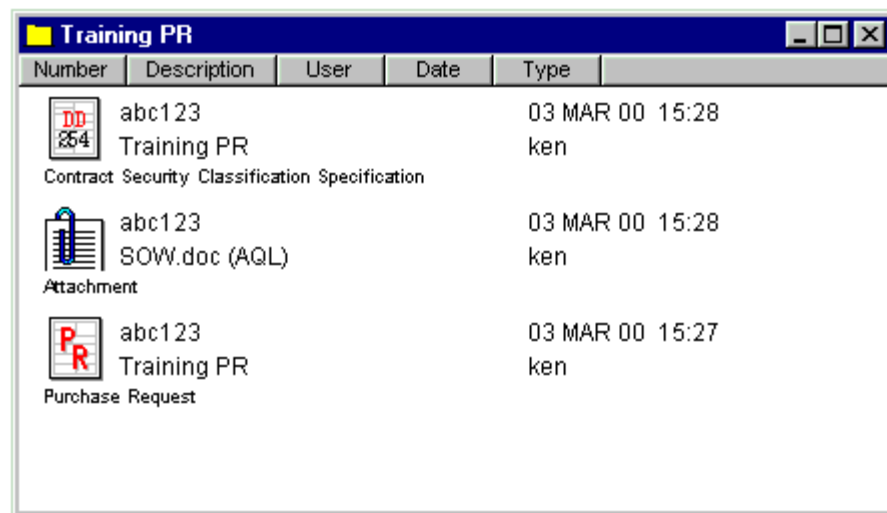 Training PR
Number Description User Date Type
DD 254 abc123 03 MAR 00 15:28
Training PR ken
Contract Security Classification Specification
abc123 03 MAR 00 15:28
SOW.doc (AQL) ken
Attachment
PR abc123 03 MAR 00 15:27
Training PR ken
Purchase Request